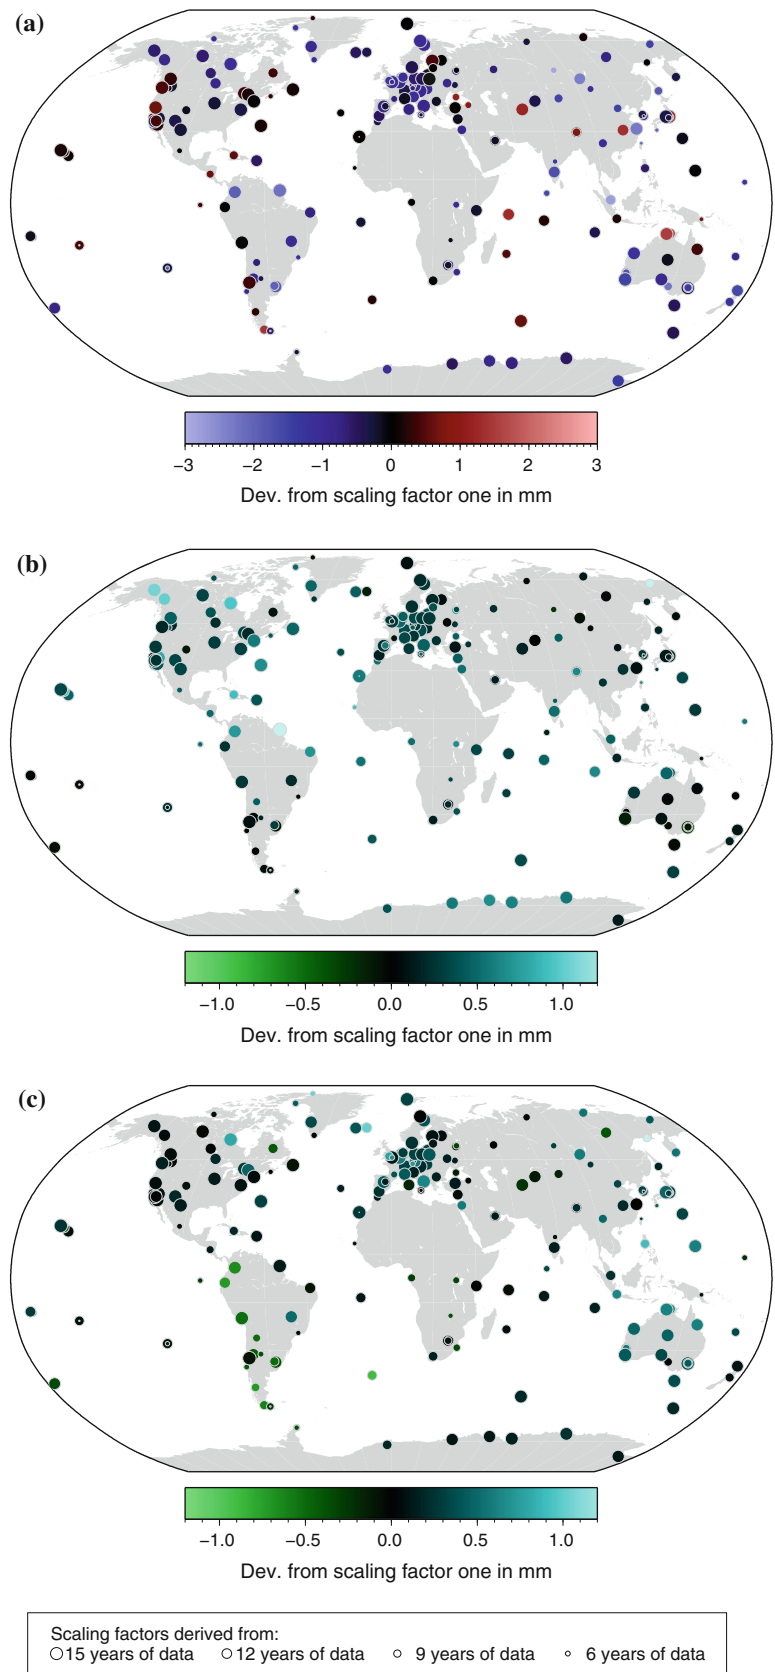 (a)
−3 −2 −1 0 1 2 3
Dev. from scaling factor one in mm
(b)
−1.0 −0.5 0.0 0.5 1.0
Dev. from scaling factor one in mm
(c)
−1.0 −0.5 0.0 0.5 1.0
Dev. from scaling factor one in mm
Scaling factors derived from:
15 years of data 12 years of data 9 years of data 6 years of data